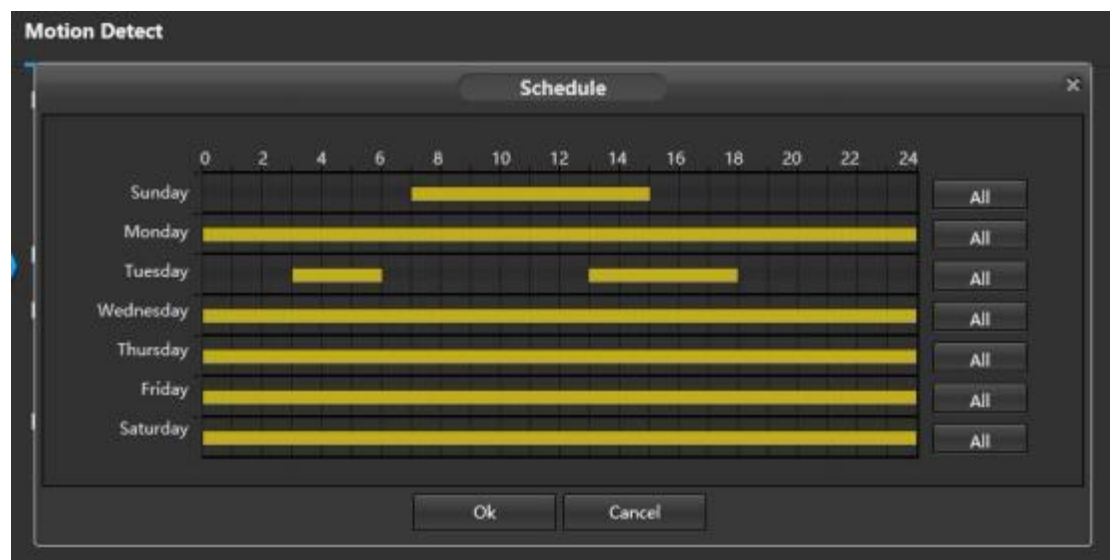 Motion Detect
Schedule
0 2 4 6 8 10 12 14 16 18 20 22 24
Sunday All
Monday All
Tuesday All
Wednesday All
Thursday All
Friday All
Saturday All
Ok Cancel